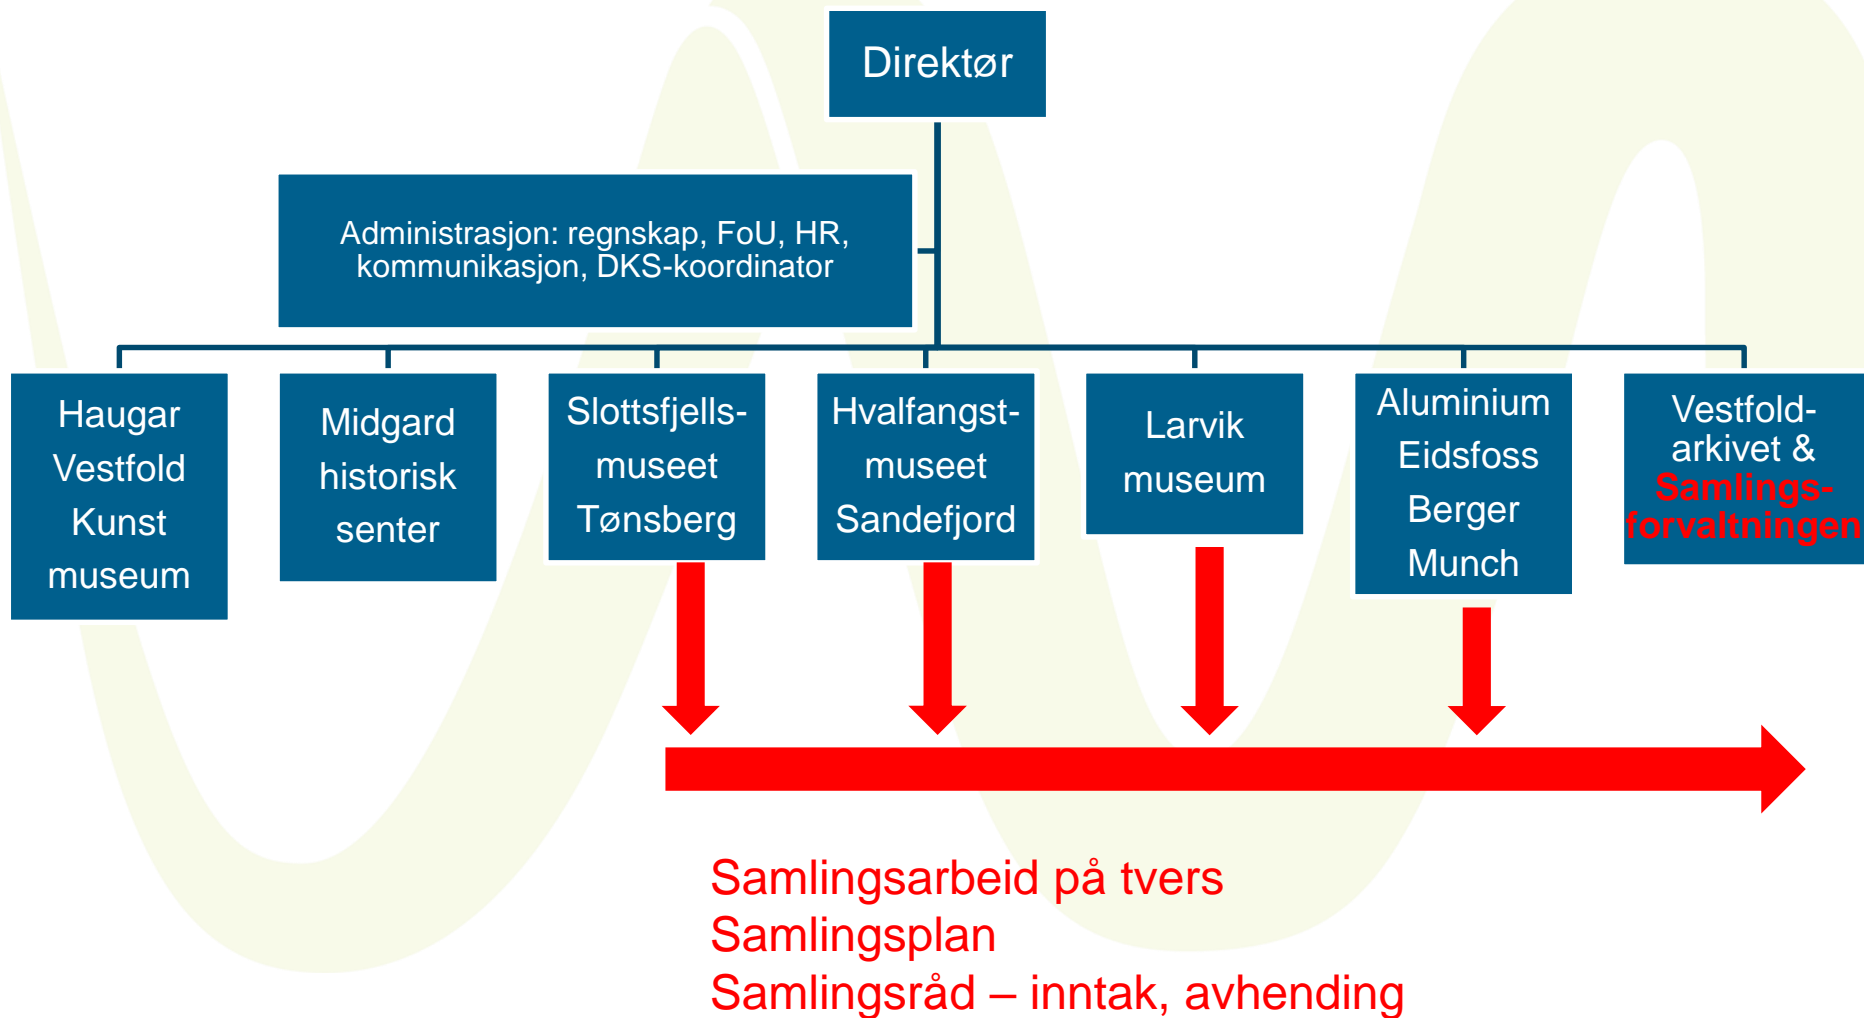 Direktør
Administrasjon: regnskap, FoU, HR,
kommunikasjon, DKS-koordinator
Haugar
Vestfold
Kunst
museum
Midgard
historisk
senter
Slottsfjells-
museet
Tønsberg
Hvalfangst-
museet
Sandefjord
Larvik
museum
Aluminium
Eidsfoss
Berger
Munch
Vestfold-
arkivet &
Samlings-
forvaltningen
Samlingsarbeid på tvers
Samlingsplan
Samlingsråd – inntak, avhending